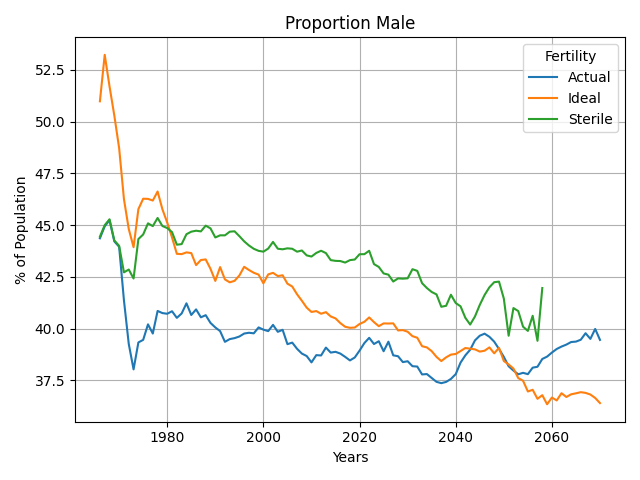 Proportion Male
Fertility
Actual
Ideal
Sterile
% of Population
52.5
50.0
47.5
45.0
42.5
40.0
37.5
1980
2000
2020
2040
2060
Years